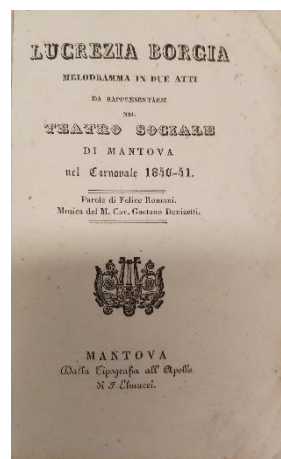 LUCREZIA BORGIA
MELODRAMMA IN DUE ATTI
DA RAPPRESENTARSI
NEL
TEATRO SOCIALE
DI MANTOVA
nel Carnovale 1840-41.
Parole di Felice Romani.
Musica del M. Cav. Gaetano Donizetti.
MANTOVA
Dalla Tipografia all' Apollo
di F. Elmucci.